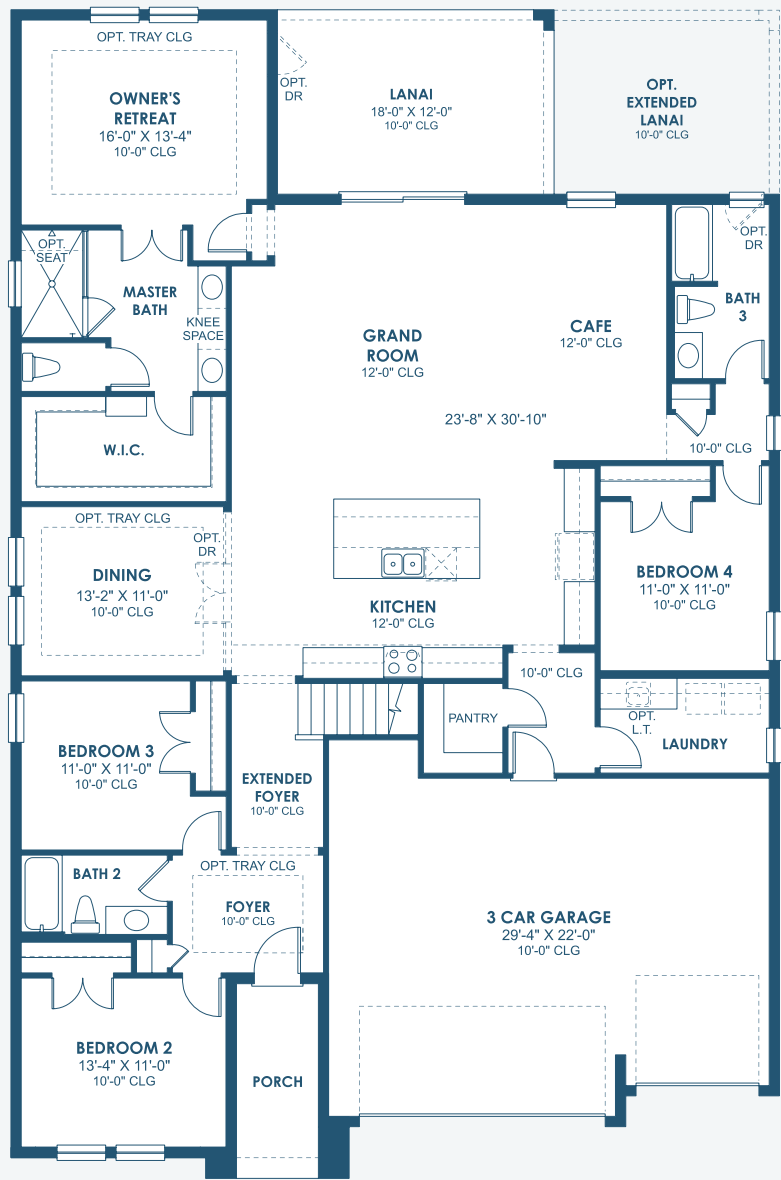 OPT. TRAY CLG
OWNER'S
RETREAT
16'-0" X 13'-4"
10'-0" CLG
OPT.
DR
LANAI
18'-0" X 12'-0"
10'-0" CLG
OPT.
EXTENDED
LANAI
10'-0" CLG
OPT.
SEAT
MASTER
BATH
KNEE
SPACE
GRAND
ROOM
12'-0" CLG
CAFE
12'-0" CLG
OPT.
DR
BATH
3
23'-8" X 30'-10"
10'-0" CLG
W.I.C.
OPT. TRAY CLG
OPT.
DR
DINING
13'-2" X 11'-0"
10'-0" CLG
KITCHEN
12'-0" CLG
BEDROOM 4
11'-0" X 11'-0"
10'-0" CLG
10'-0" CLG
PANTRY
OPT.
L.T.
LAUNDRY
BEDROOM 3
11'-0" X 11'-0"
10'-0" CLG
EXTENDED
FOYER
10'-0" CLG
BATH 2
OPT. TRAY CLG
FOYER
10'-0" CLG
3 CAR GARAGE
29'-4" X 22'-0"
10'-0" CLG
BEDROOM 2
13'-4" X 11'-0"
10'-0" CLG
PORCH